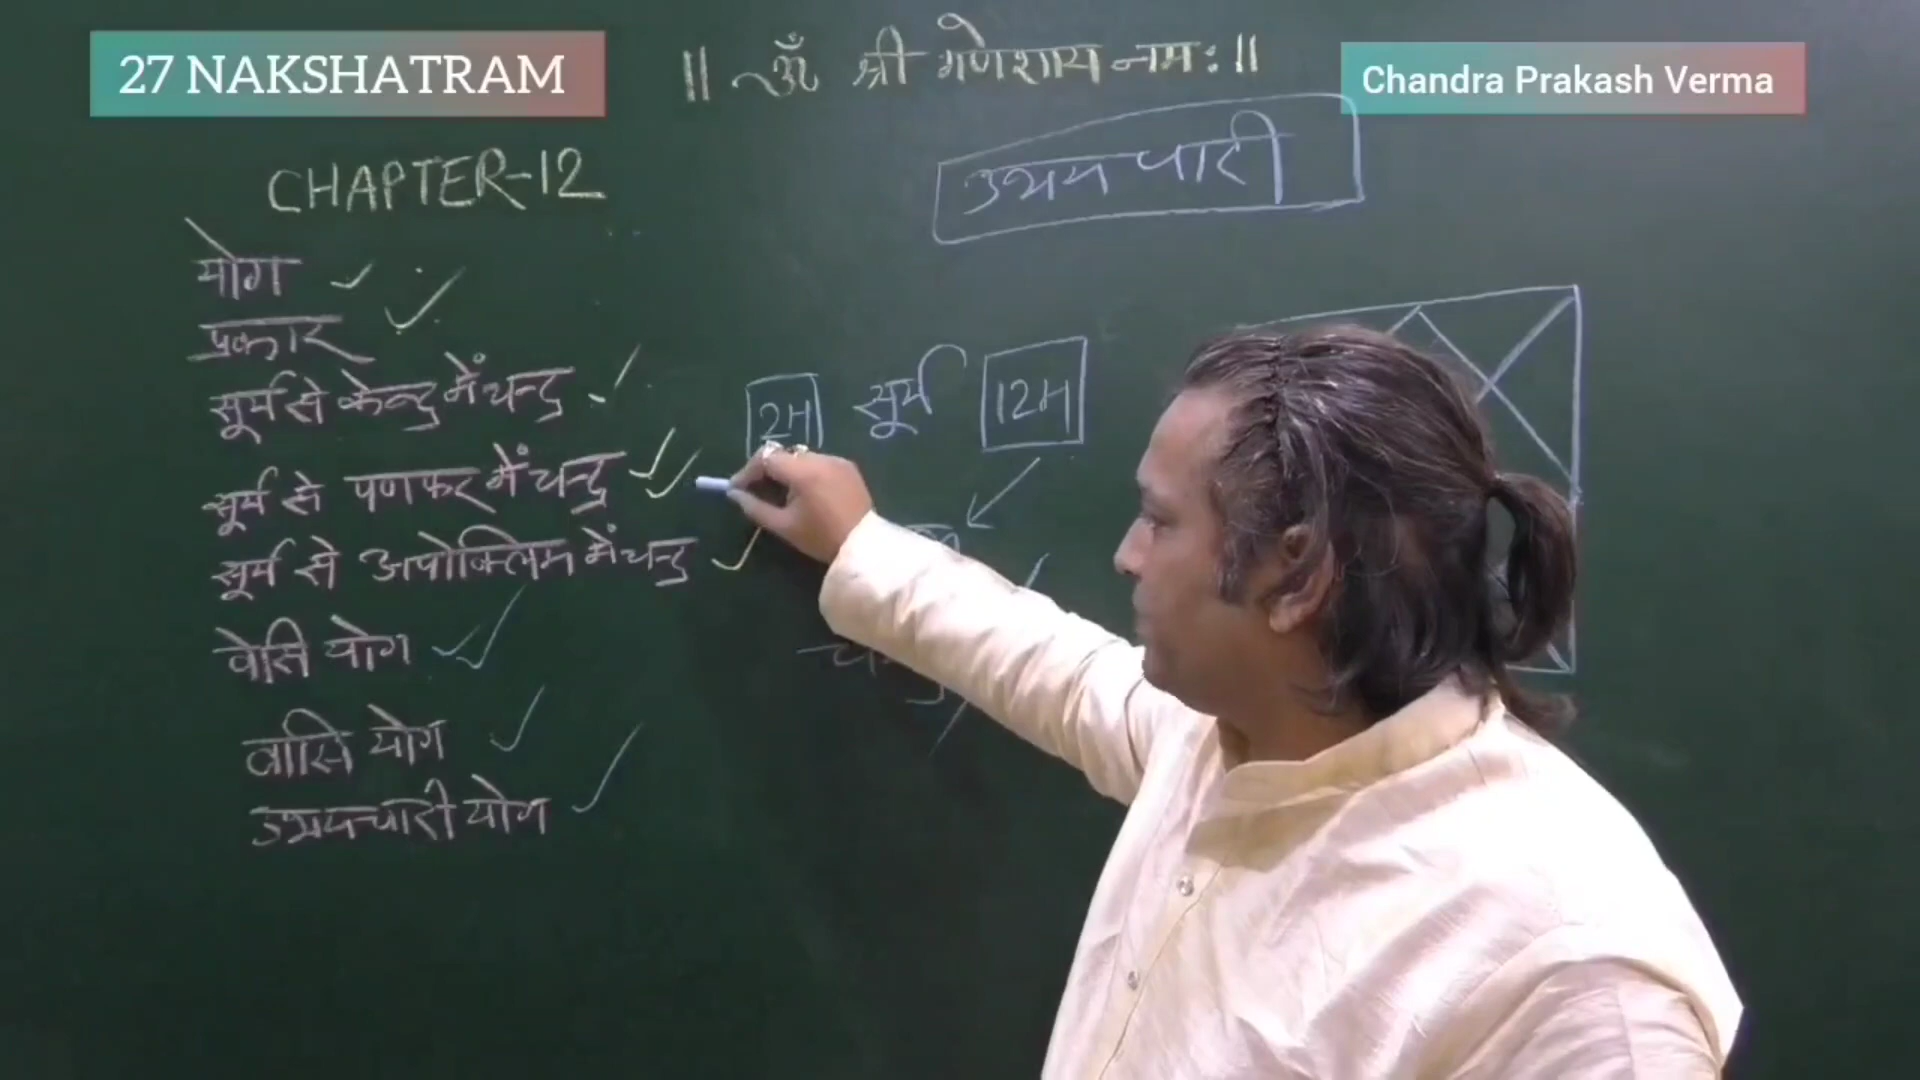 27 NAKSHATRAM
॥ ॐ श्री गणेशाय नमः ॥
Chandra Prakash Verma
CHAPTER-12
उभयचारी
योग
प्रकार
सूर्य से केन्द्र में चन्द्र
सूर्य से पणफर में चन्द्र
सूर्य से अपोक्लिम में चन्द्र
वेसि योग
वासि योग
उभयचारी योग
2H सूर्य 12H